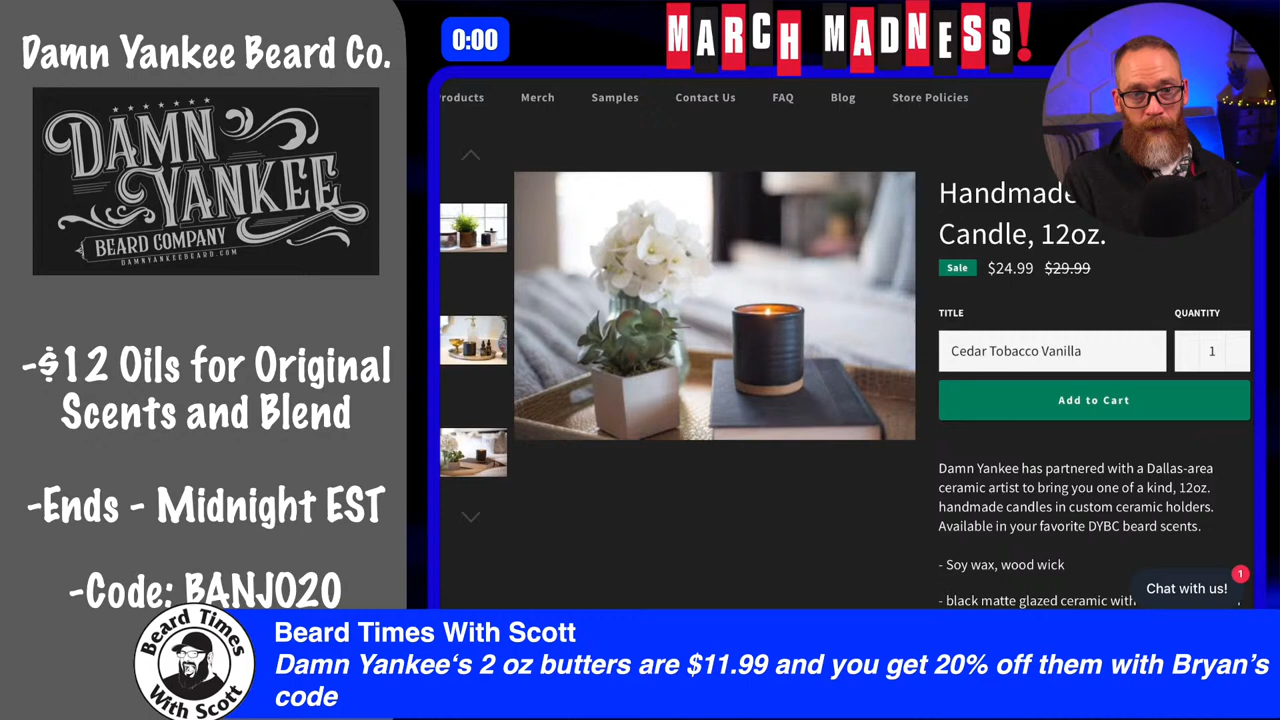 Damn Yankee Beard Co.
DAMN
YANKEE
BEARD COMPANY
DAMNYANKEEBEARD.COM
-$12 Oils for Original
Scents and Blend
-Ends - Midnight EST
-Code: BANJO20
0:00
MARCH MADNESS!
roducts Merch Samples Contact Us FAQ Blog Store Policies
Handmade
Candle, 12oz.
Sale $24.99 $29.99
TITLE QUANTITY
Cedar Tobacco Vanilla 1
Add to Cart
Damn Yankee has partnered with a Dallas-area
ceramic artist to bring you one of a kind, 12oz.
handmade candles in custom ceramic holders.
Available in your favorite DYBC beard scents.
- Soy wax, wood wick
- black matte glazed ceramic with
Chat with us! 1
Beard Times
With Scott
Beard Times With Scott
Damn Yankee‘s 2 oz butters are $11.99 and you get 20% off them with Bryan’s
code